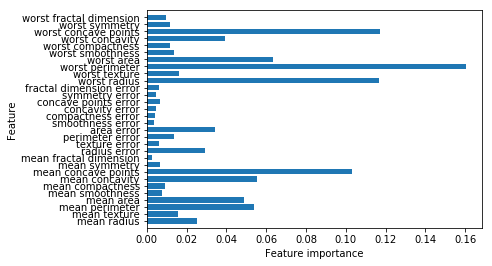 worst fractal dimension
worst symmetry
worst concave points
worst concavity
worst compactness
worst smoothness
worst area
worst perimeter
worst texture
worst radius
fractal dimension error
symmetry error
concave points error
concavity error
compactness error
smoothness error
area error
perimeter error
texture error
radius error
mean fractal dimension
mean symmetry
mean concave points
mean concavity
mean compactness
mean smoothness
mean area
mean perimeter
mean texture
mean radius
Feature
0.00 0.02 0.04 0.06 0.08 0.10 0.12 0.14 0.16
Feature importance